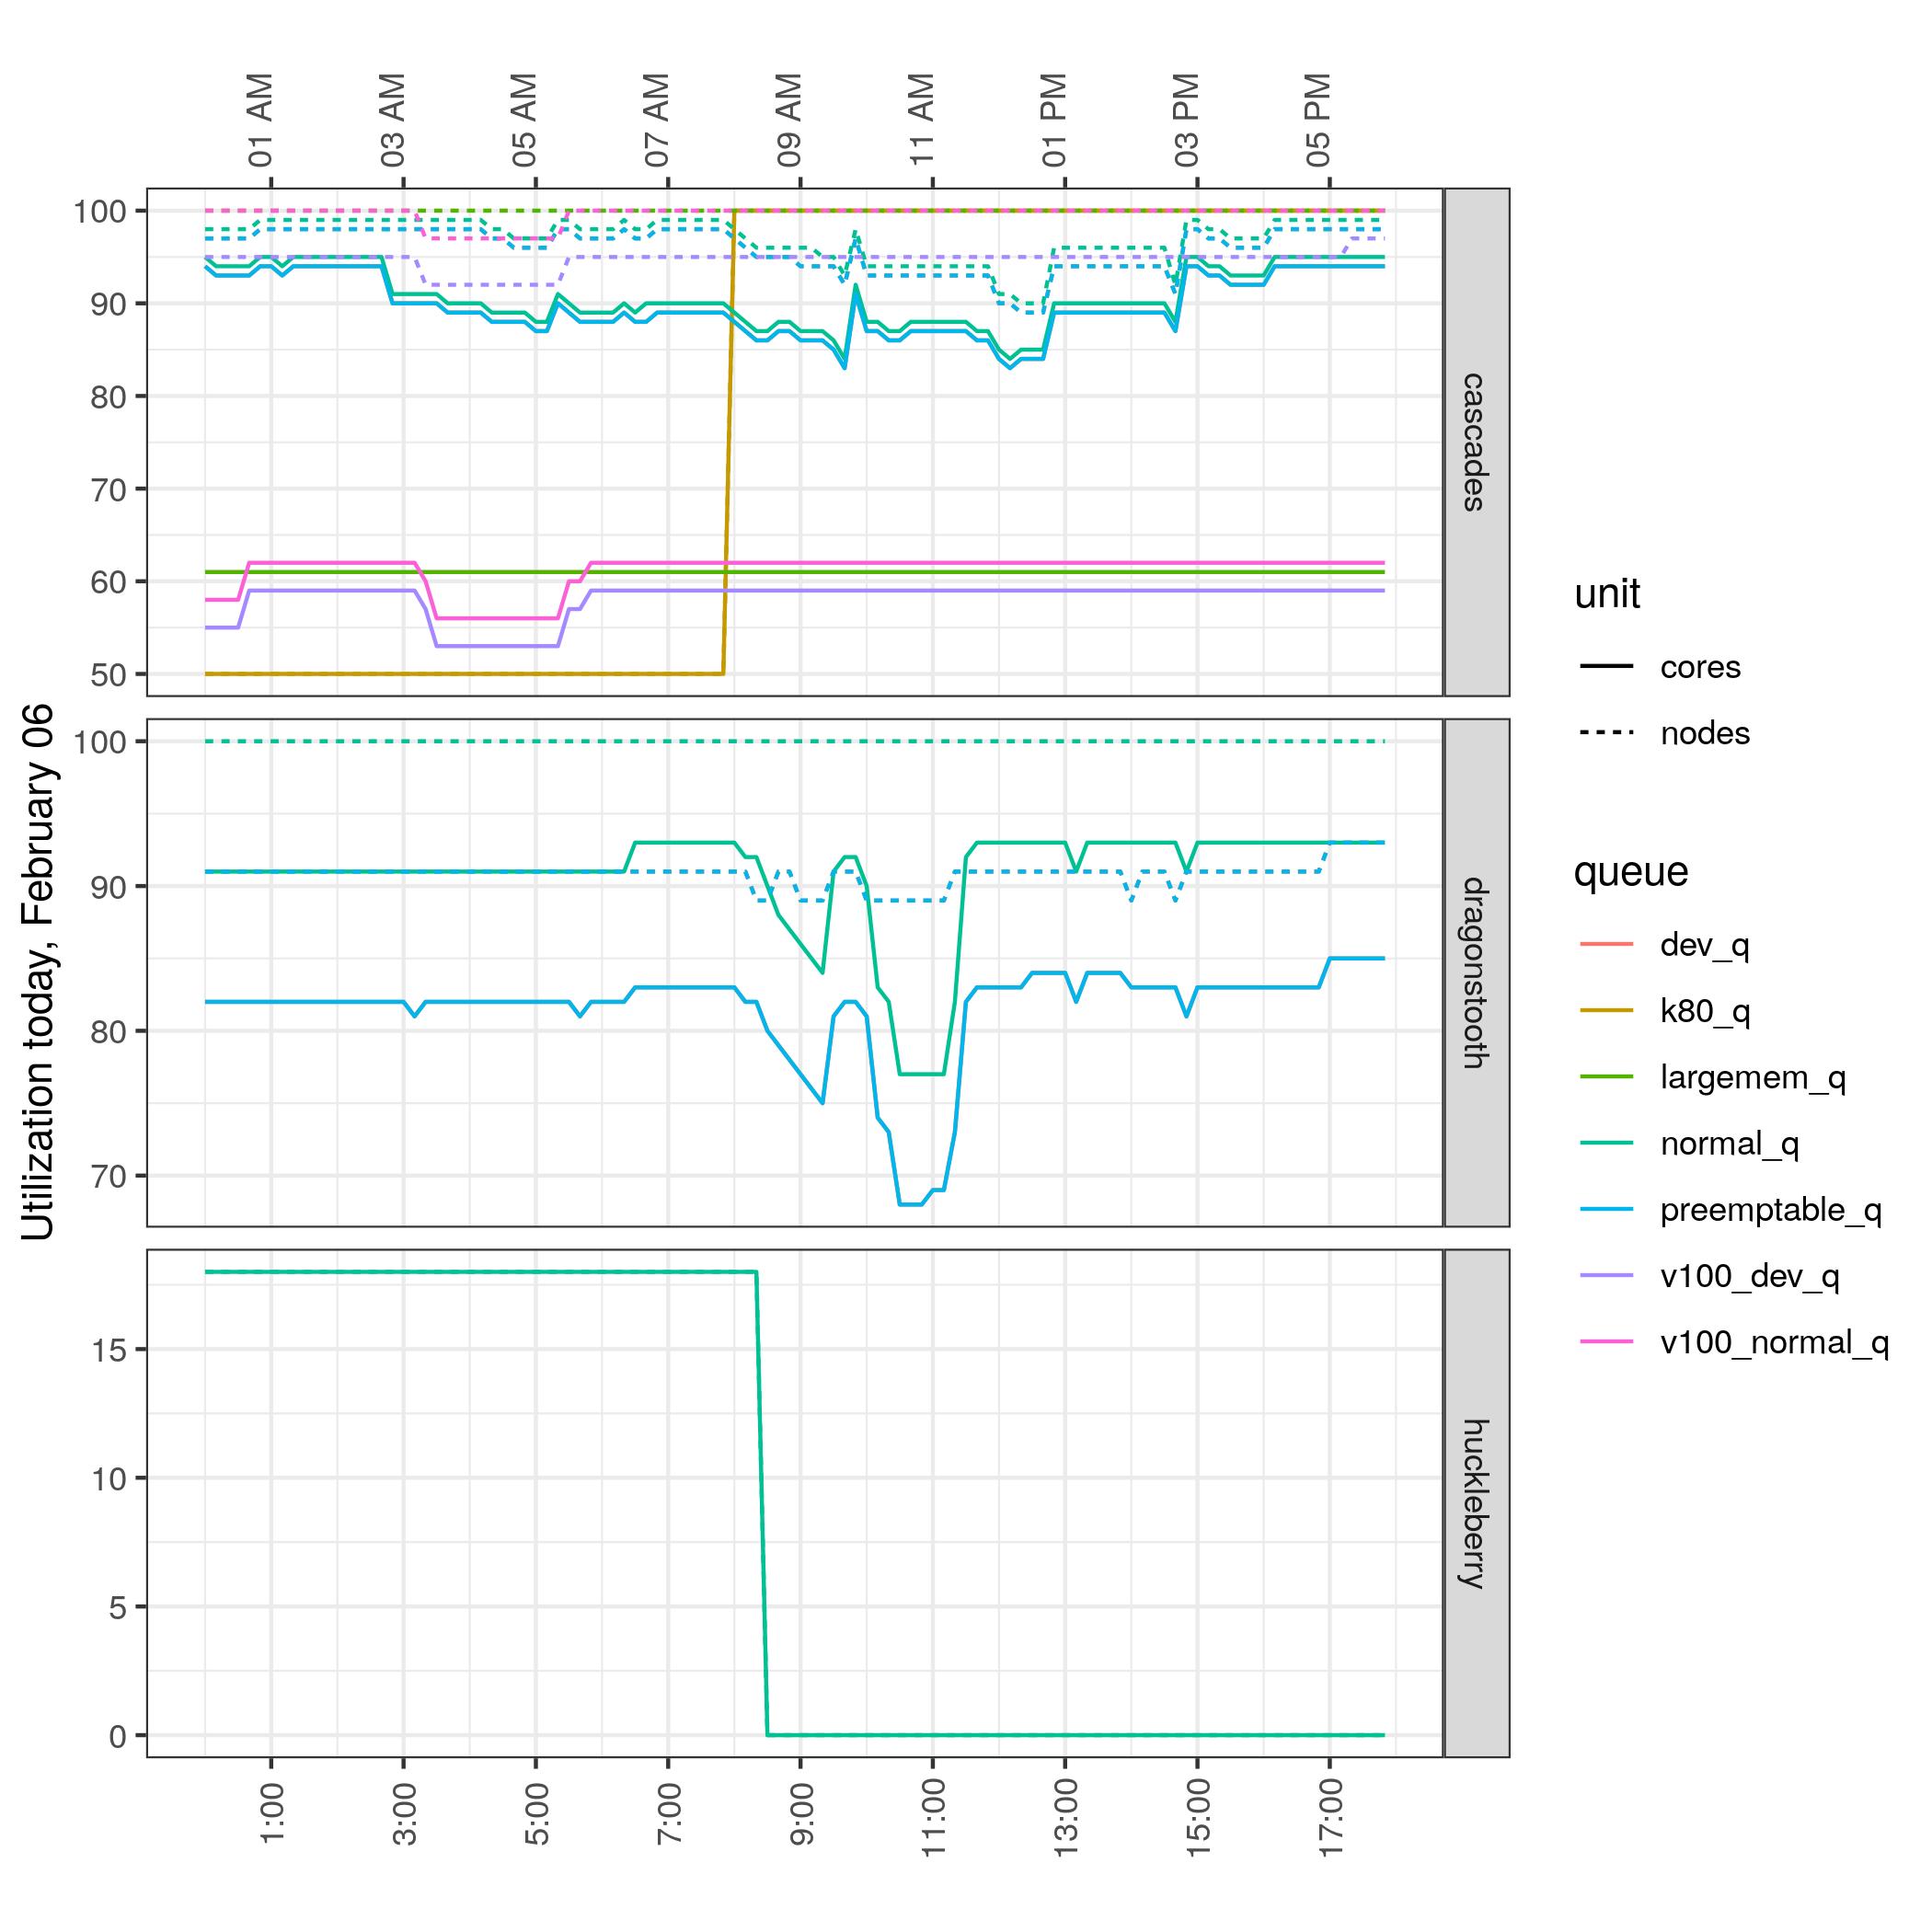 01 AM
03 AM
05 AM
07 AM
09 AM
11 AM
01 PM
03 PM
05 PM
100
90
80
70
60
50
cascades
100
90
80
70
dragonstooth
15
10
5
0
huckleberry
1:00
3:00
5:00
7:00
9:00
11:00
13:00
15:00
17:00
Utilization today, February 06
unit
cores
nodes
queue
dev_q
k80_q
largemem_q
normal_q
preemptable_q
v100_dev_q
v100_normal_q